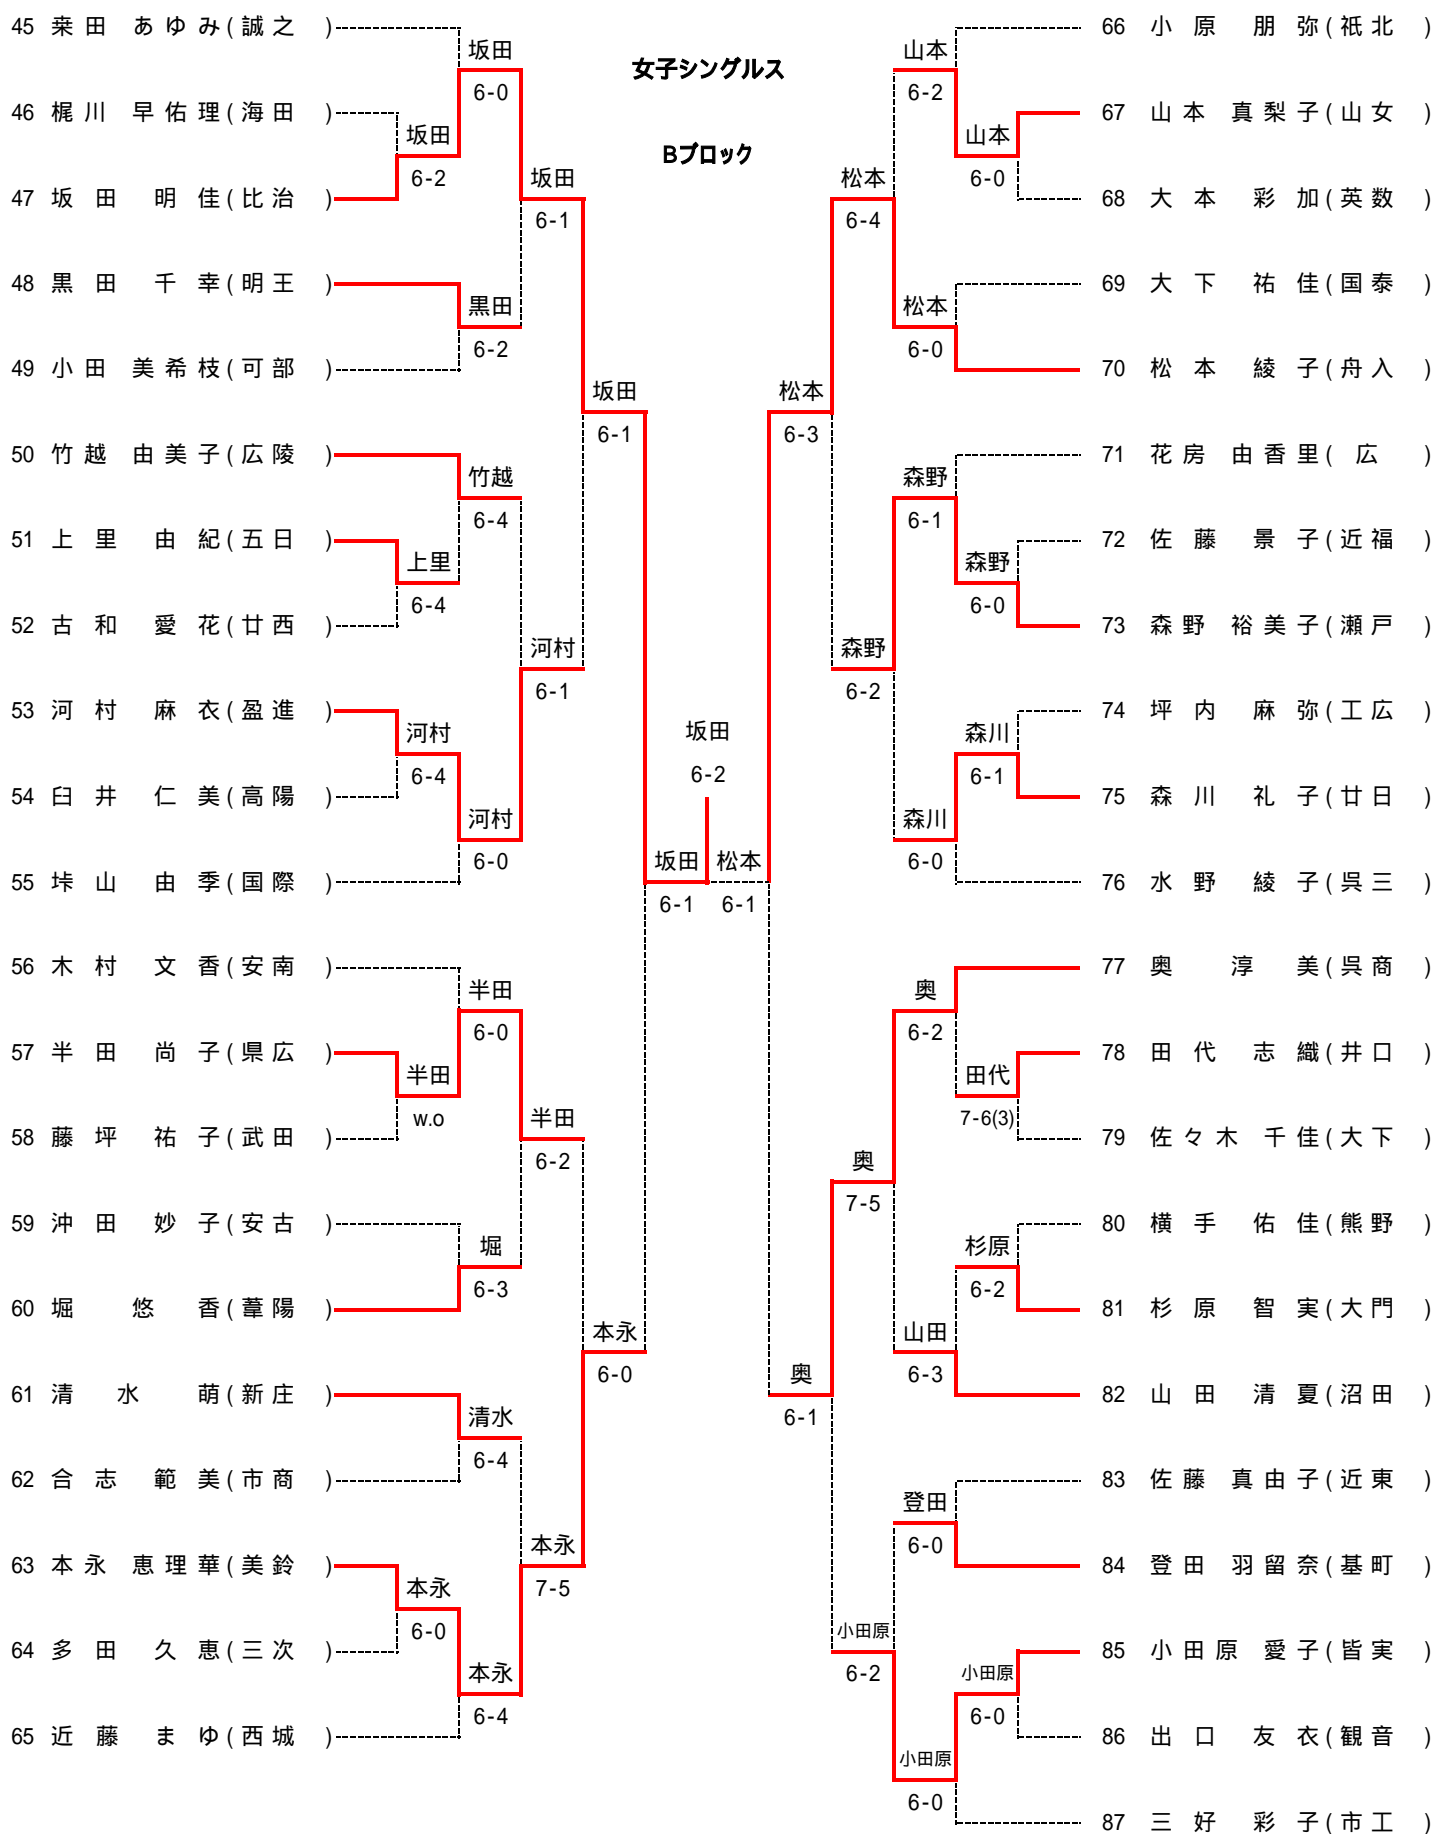 女子シングルス
Bブロック
45 桒田 あゆみ(誠之 )
46 梶川 早佑理(海田 )
47 坂田 明佳(比治 )
48 黒田 千幸(明王 )
49 小田 美希枝(可部 )
50 竹越 由美子(広陵 )
51 上里 由紀(五日 )
52 古和 愛花(廿西 )
53 河村 麻衣(盈進 )
54 臼井 仁美(高陽 )
55 垰山 由季(国際 )
56 木村 文香(安南 )
57 半田 尚子(県広 )
58 藤坪 祐子(武田 )
59 沖田 妙子(安古 )
60 堀 悠香(葦陽 )
61 清水 萌(新庄 )
62 合志 範美(市商 )
63 本永 恵理華(美鈴 )
64 多田 久恵(三次 )
65 近藤 まゆ(西城 )
坂田
6-2
上里
6-4
河村
6-4
半田
w.o
本永
6-0
坂田
6-0
黒田
6-2
竹越
6-4
河村
6-0
半田
6-0
堀
6-3
清水
6-4
本永
6-4
坂田
6-1
河村
6-1
半田
6-2
本永
7-5
坂田
6-1
本永
6-0
坂田
6-1
坂田
6-2
松本
6-1
松本
6-3
奥
6-1
松本
6-4
森野
6-2
奥
7-5
小田原
6-2
山本
6-2
松本
6-0
森野
6-1
森川
6-0
奥
6-2
山田
6-3
登田
6-0
小田原
6-0
山本
6-0
森野
6-0
森川
6-1
田代
7-6(3)
杉原
6-2
小田原
6-0
66 小原 朋弥(祇北 )
67 山本 真梨子(山女 )
68 大本 彩加(英数 )
69 大下 祐佳(国泰 )
70 松本 綾子(舟入 )
71 花房 由香里( 広 )
72 佐藤 景子(近福 )
73 森野 裕美子(瀬戸 )
74 坪内 麻弥(工広 )
75 森川 礼子(廿日 )
76 水野 綾子(呉三 )
77 奥 淳美(呉商 )
78 田代 志織(井口 )
79 佐々木 千佳(大下 )
80 横手 佑佳(熊野 )
81 杉原 智実(大門 )
82 山田 清夏(沼田 )
83 佐藤 真由子(近東 )
84 登田 羽留奈(基町 )
85 小田原 愛子(皆実 )
86 出口 友衣(観音 )
87 三好 彩子(市工 )